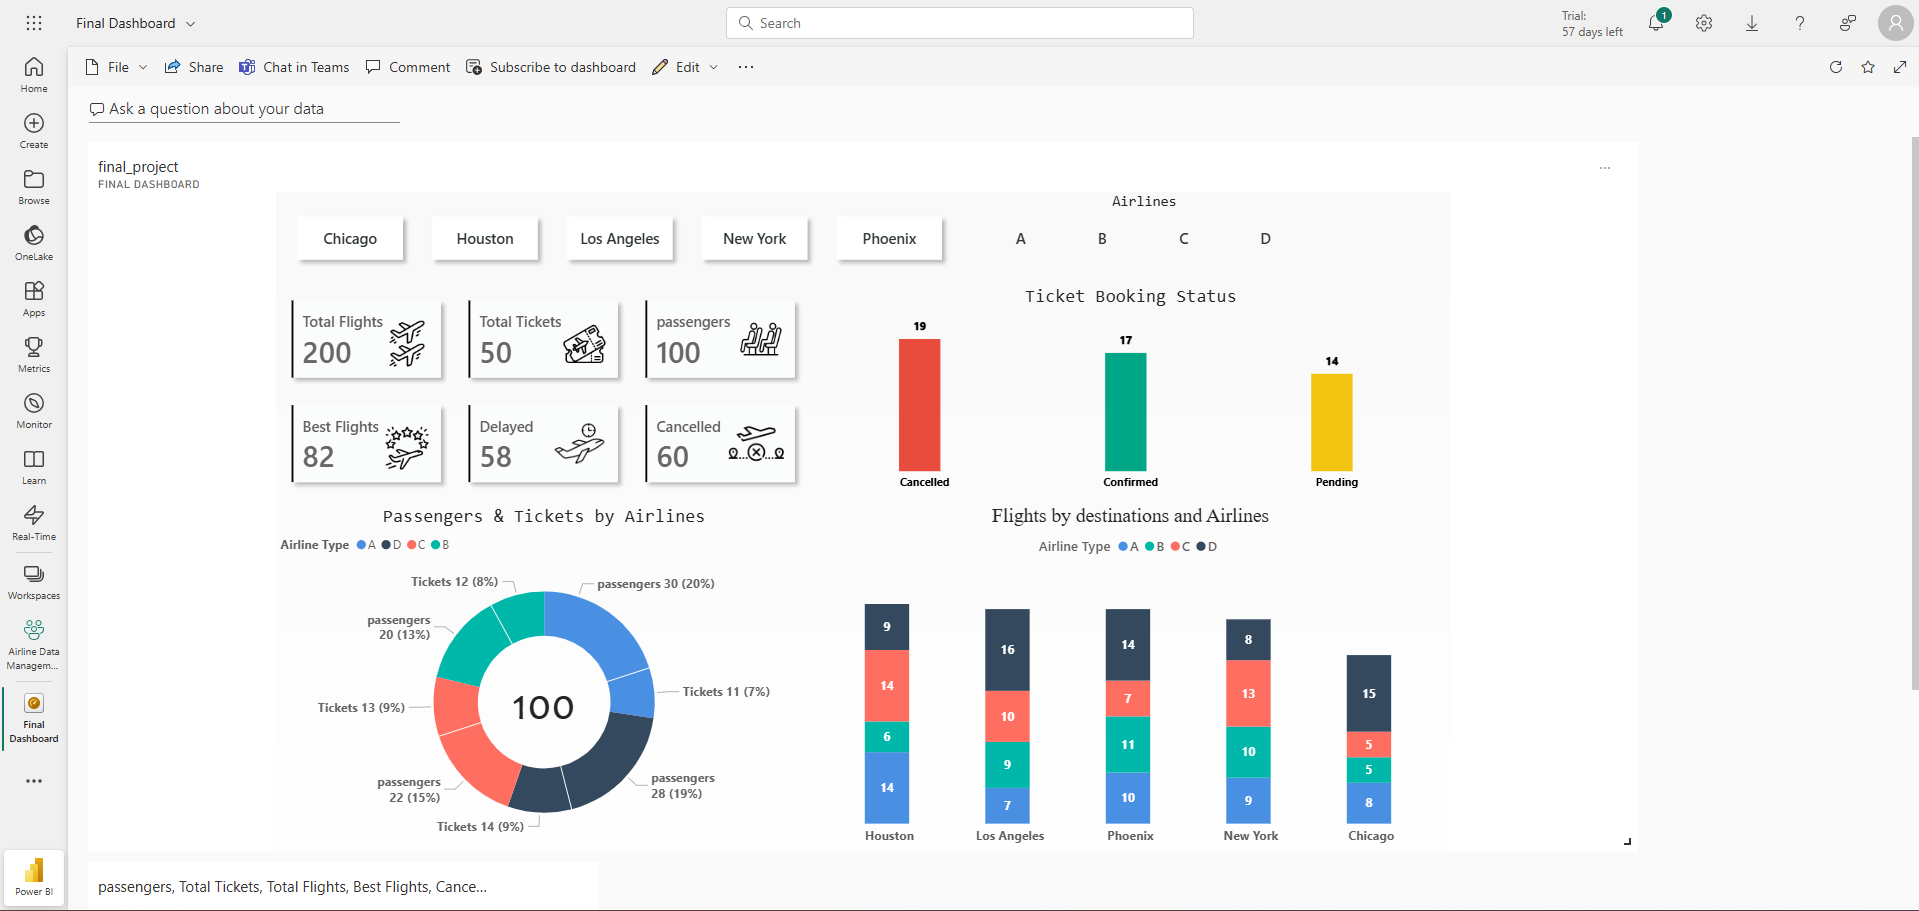 Final Dashboard
Search
Trial:
57 days left
1
Home
Create
Browse
OneLake
Apps
Metrics
Monitor
Learn
Real-Time
Workspaces
Airline Data
Managem...
Final
Dashboard
Power BI
File
Share
Chat in Teams
Comment
Subscribe to dashboard
Edit
Ask a question about your data
final_project
FINAL DASHBOARD
Chicago
Houston
Los Angeles
New York
Phoenix
Airlines
A B C D
Total Flights
200
Total Tickets
50
passengers
100
Best Flights
82
Delayed
58
Cancelled
60
Ticket Booking Status
19
17
14
Cancelled
Confirmed
Pending
Passengers & Tickets by Airlines
Airline Type A D C B
Tickets 12 (8%)
passengers 30 (20%)
passengers
20 (13%)
Tickets 11 (7%)
Tickets 13 (9%)
100
passengers
22 (15%)
passengers
28 (19%)
Tickets 14 (9%)
Flights by destinations and Airlines
Airline Type A B C D
9
14
6
14
Houston
16
10
9
7
Los Angeles
14
7
11
10
Phoenix
8
13
10
9
New York
15
5
5
8
Chicago
passengers, Total Tickets, Total Flights, Best Flights, Cance...